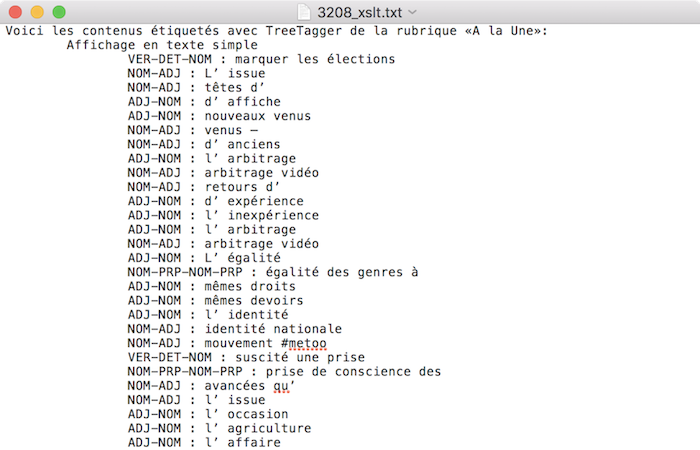 3208_xslt.txt
Voici les contenus étiquetés avec TreeTagger de la rubrique «A la Une»:
Affichage en texte simple
VER-DET-NOM : marquer les élections
NOM-ADJ : L’ issue
NOM-ADJ : têtes d’
ADJ-NOM : d’ affiche
ADJ-NOM : nouveaux venus
NOM-ADJ : venus –
NOM-ADJ : d’ anciens
ADJ-NOM : l’ arbitrage
NOM-ADJ : arbitrage vidéo
NOM-ADJ : retours d’
ADJ-NOM : d’ expérience
ADJ-NOM : l’ inexpérience
ADJ-NOM : l’ arbitrage
NOM-ADJ : arbitrage vidéo
ADJ-NOM : L’ égalité
NOM-PRP-NOM-PRP : égalité des genres à
ADJ-NOM : mêmes droits
ADJ-NOM : mêmes devoirs
ADJ-NOM : l’ identité
NOM-ADJ : identité nationale
NOM-ADJ : mouvement #metoo
VER-DET-NOM : suscité une prise
NOM-PRP-NOM-PRP : prise de conscience des
NOM-ADJ : avancées qu’
NOM-ADJ : l’ issue
ADJ-NOM : l’ occasion
ADJ-NOM : l’ agriculture
ADJ-NOM : l’ affaire